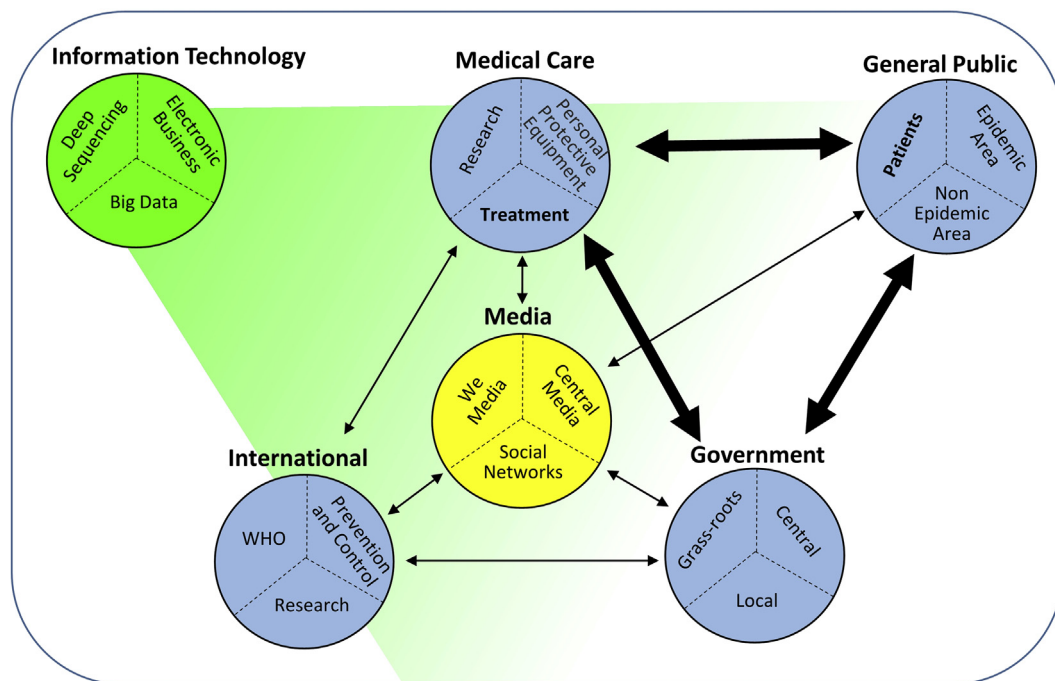 Information Technology
Deep
Sequencing
Electronic
Business
Big Data
Medical Care
Research
Personal
Protective
Equipment
Treatment
General Public
Patients
Epidemic
Area
Non
Epidemic
Area
Media
We
Media
Central
Media
Social
Networks
International
WHO
Prevention
and Control
Research
Government
Grass-roots
Central
Local